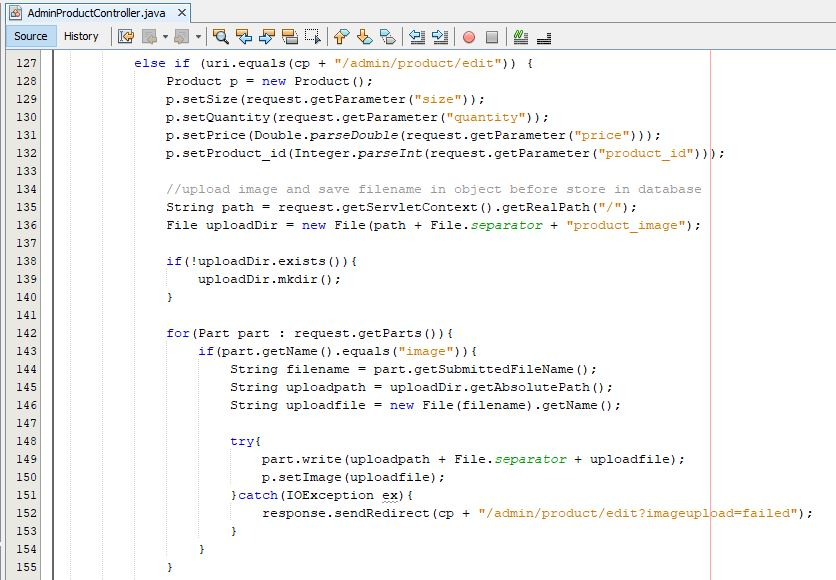 AdminProductController.java
Source History
127 else if (uri.equals(cp + "/admin/product/edit")) {
128 Product p = new Product();
129 p.setSize(request.getParameter("size"));
130 p.setQuantity(request.getParameter("quantity"));
131 p.setPrice(Double.parseDouble(request.getParameter("price")));
132 p.setProduct_id(Integer.parseInt(request.getParameter("product_id")));
133
134 //upload image and save filename in object before store in database
135 String path = request.getServletContext().getRealPath("/");
136 File uploadDir = new File(path + File.separator + "product_image");
137
138 if(!uploadDir.exists()){
139 uploadDir.mkdir();
140 }
141
142 for(Part part : request.getParts()){
143 if(part.getName().equals("image")){
144 String filename = part.getSubmittedFileName();
145 String uploadpath = uploadDir.getAbsolutePath();
146 String uploadfile = new File(filename).getName();
147
148 try{
149 part.write(uploadpath + File.separator + uploadfile);
150 p.setImage(uploadfile);
151 }catch(IOException ex){
152 response.sendRedirect(cp + "/admin/product/edit?imageupload=failed");
153 }
154 }
155 }